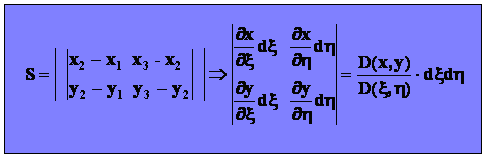 S = | | x₂ − x₁  x₃ - x₂ | | ⇒ | ∂x/∂ξ dξ  ∂x/∂η dη | = D(x, y)/D(ξ, η) · dξdη
| y₂ − y₁  y₃ − y₂ | | ∂y/∂ξ dξ  ∂y/∂η dη |